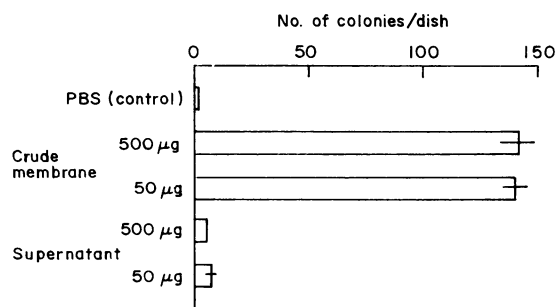 No. of colonies/dish
0 50 100 150
PBS (control)
500 μg
Crude
membrane
50 μg
500 μg
Supernatant
50 μg